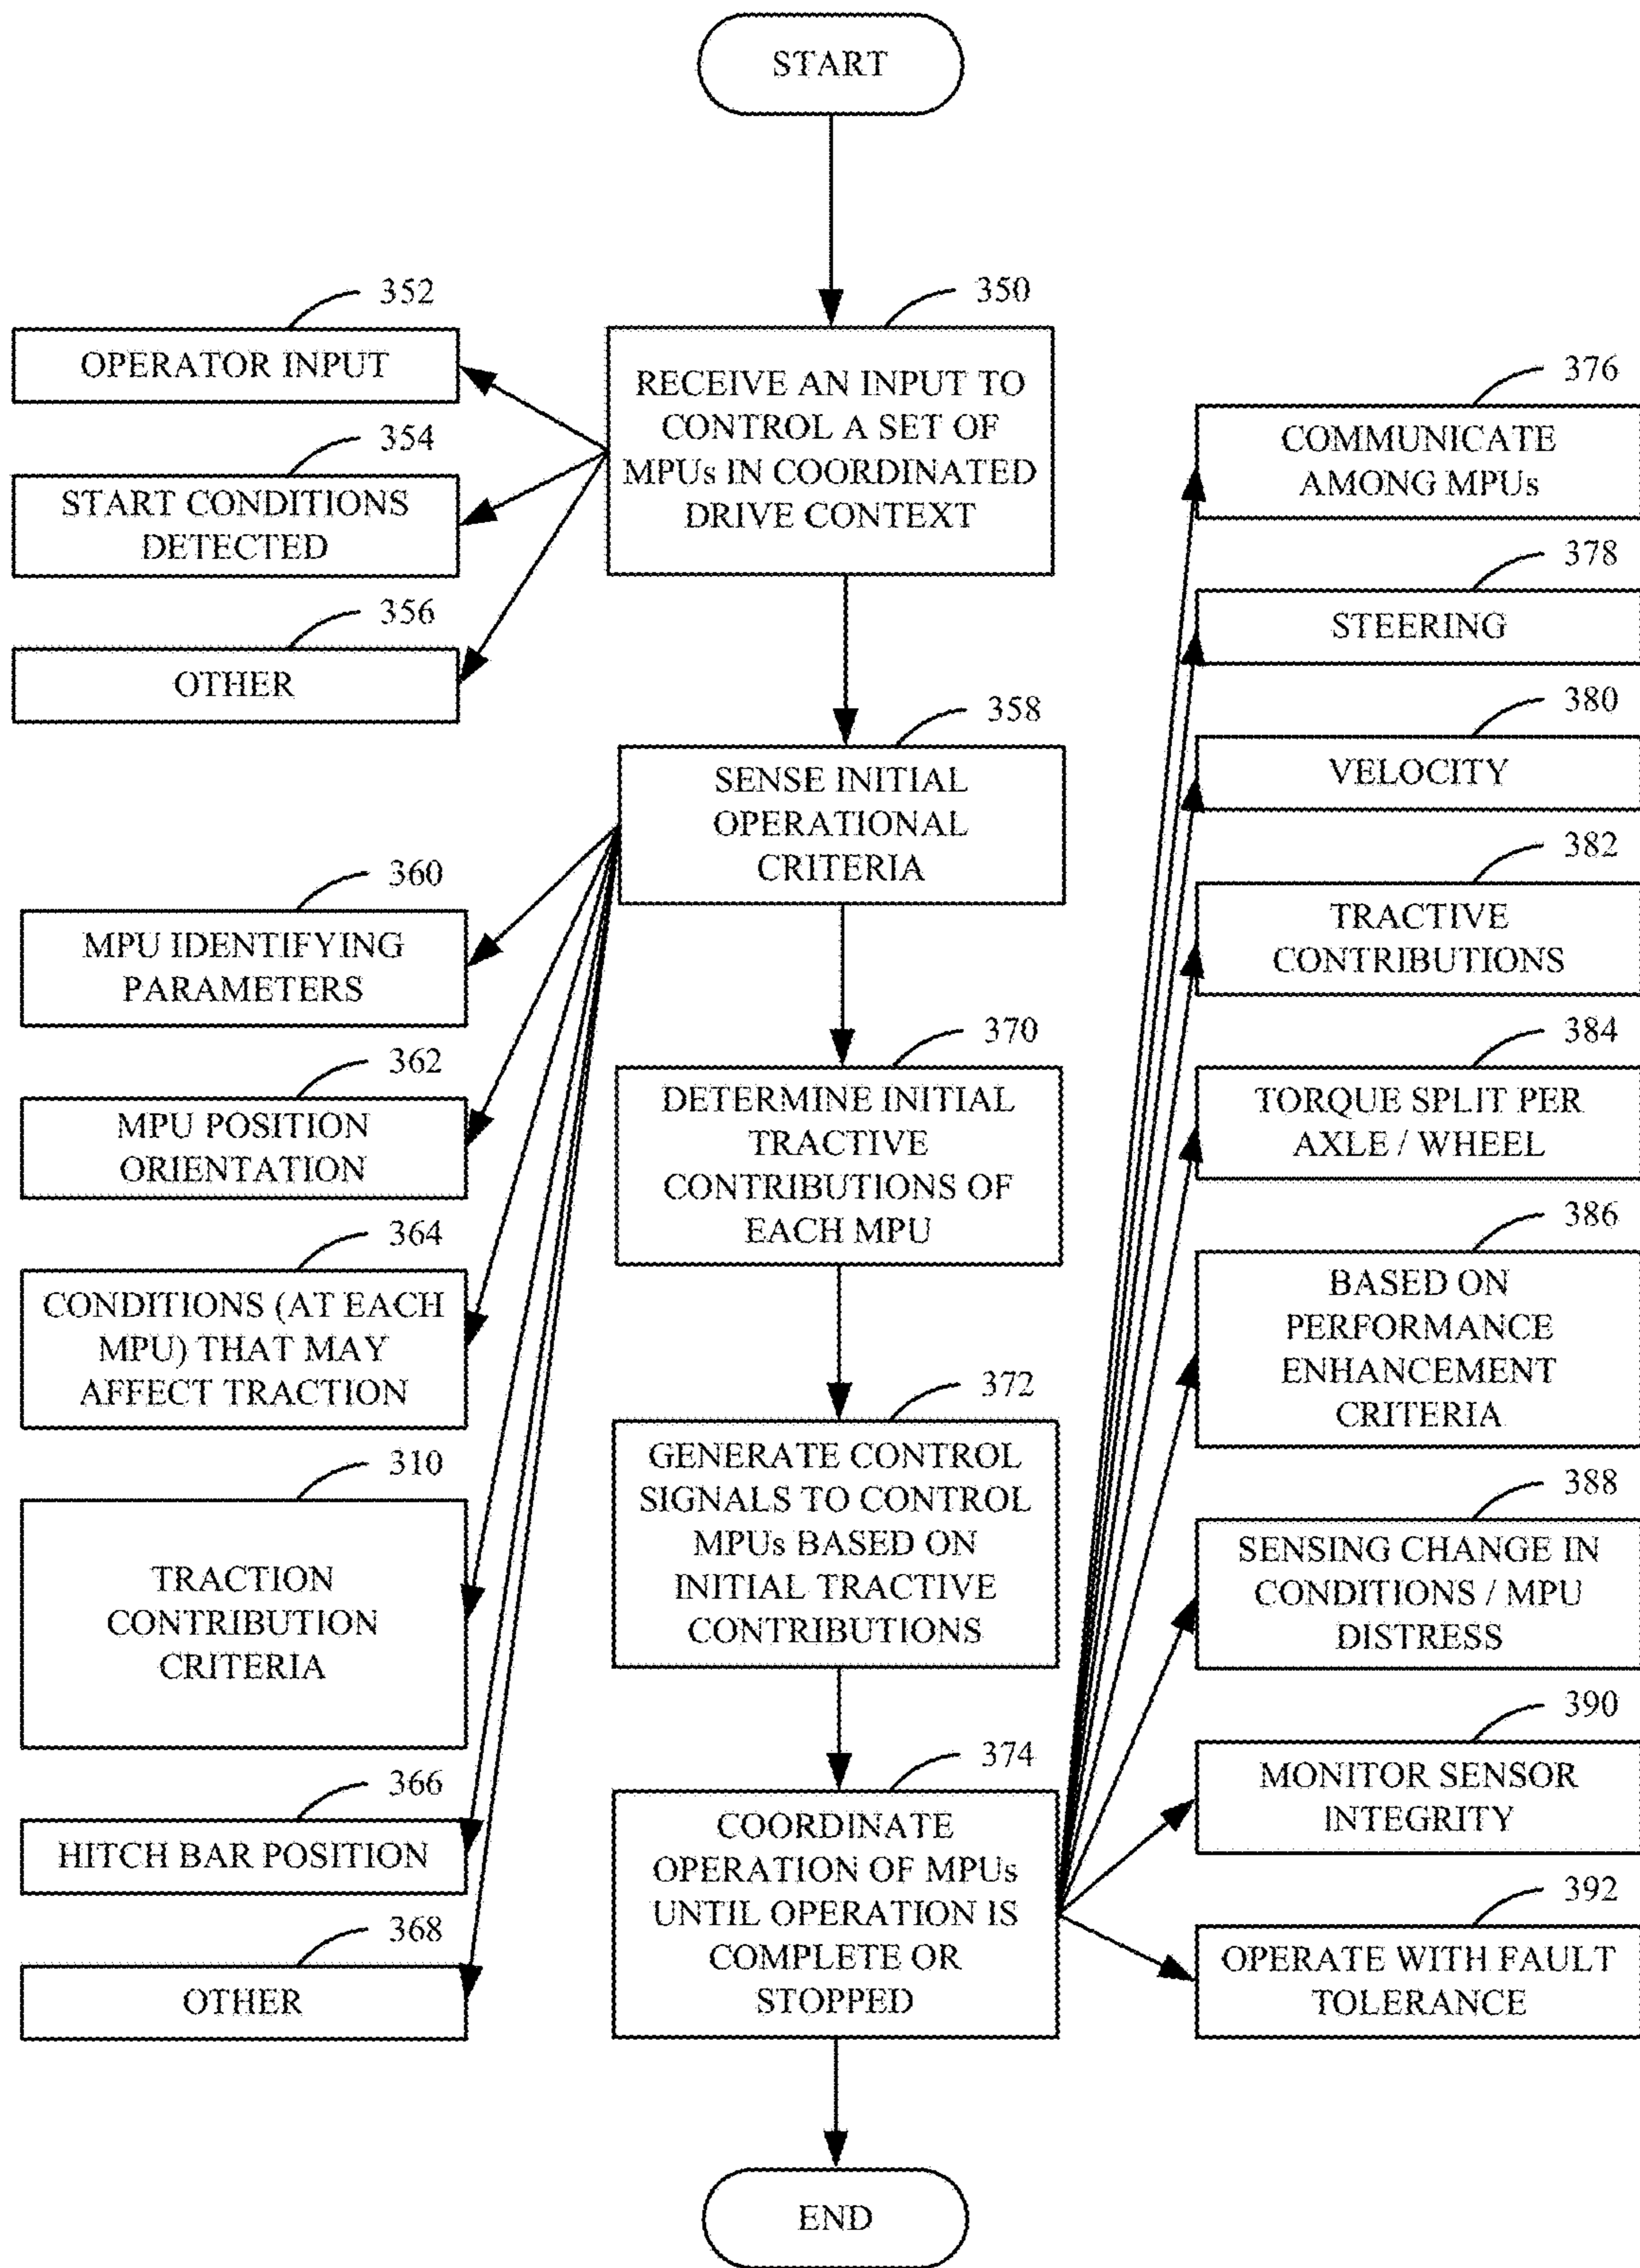 START
352
OPERATOR INPUT
354
START CONDITIONS
DETECTED
356
OTHER
350
RECEIVE AN INPUT TO
CONTROL A SET OF
MPUs IN COORDINATED
DRIVE CONTEXT
358
SENSE INITIAL
OPERATIONAL
CRITERIA
360
MPU IDENTIFYING
PARAMETERS
362
MPU POSITION
ORIENTATION
364
CONDITIONS (AT EACH
MPU) THAT MAY
AFFECT TRACTION
310
TRACTION
CONTRIBUTION
CRITERIA
366
HITCH BAR POSITION
368
OTHER
370
DETERMINE INITIAL
TRACTIVE
CONTRIBUTIONS OF
EACH MPU
372
GENERATE CONTROL
SIGNALS TO CONTROL
MPUs BASED ON
INITIAL TRACTIVE
CONTRIBUTIONS
374
COORDINATE
OPERATION OF MPUs
UNTIL OPERATION IS
COMPLETE OR
STOPPED
376
COMMUNICATE
AMONG MPUs
378
STEERING
380
VELOCITY
382
TRACTIVE
CONTRIBUTIONS
384
TORQUE SPLIT PER
AXLE / WHEEL
386
BASED ON
PERFORMANCE
ENHANCEMENT
CRITERIA
388
SENSING CHANGE IN
CONDITIONS / MPU
DISTRESS
390
MONITOR SENSOR
INTEGRITY
392
OPERATE WITH FAULT
TOLERANCE
END